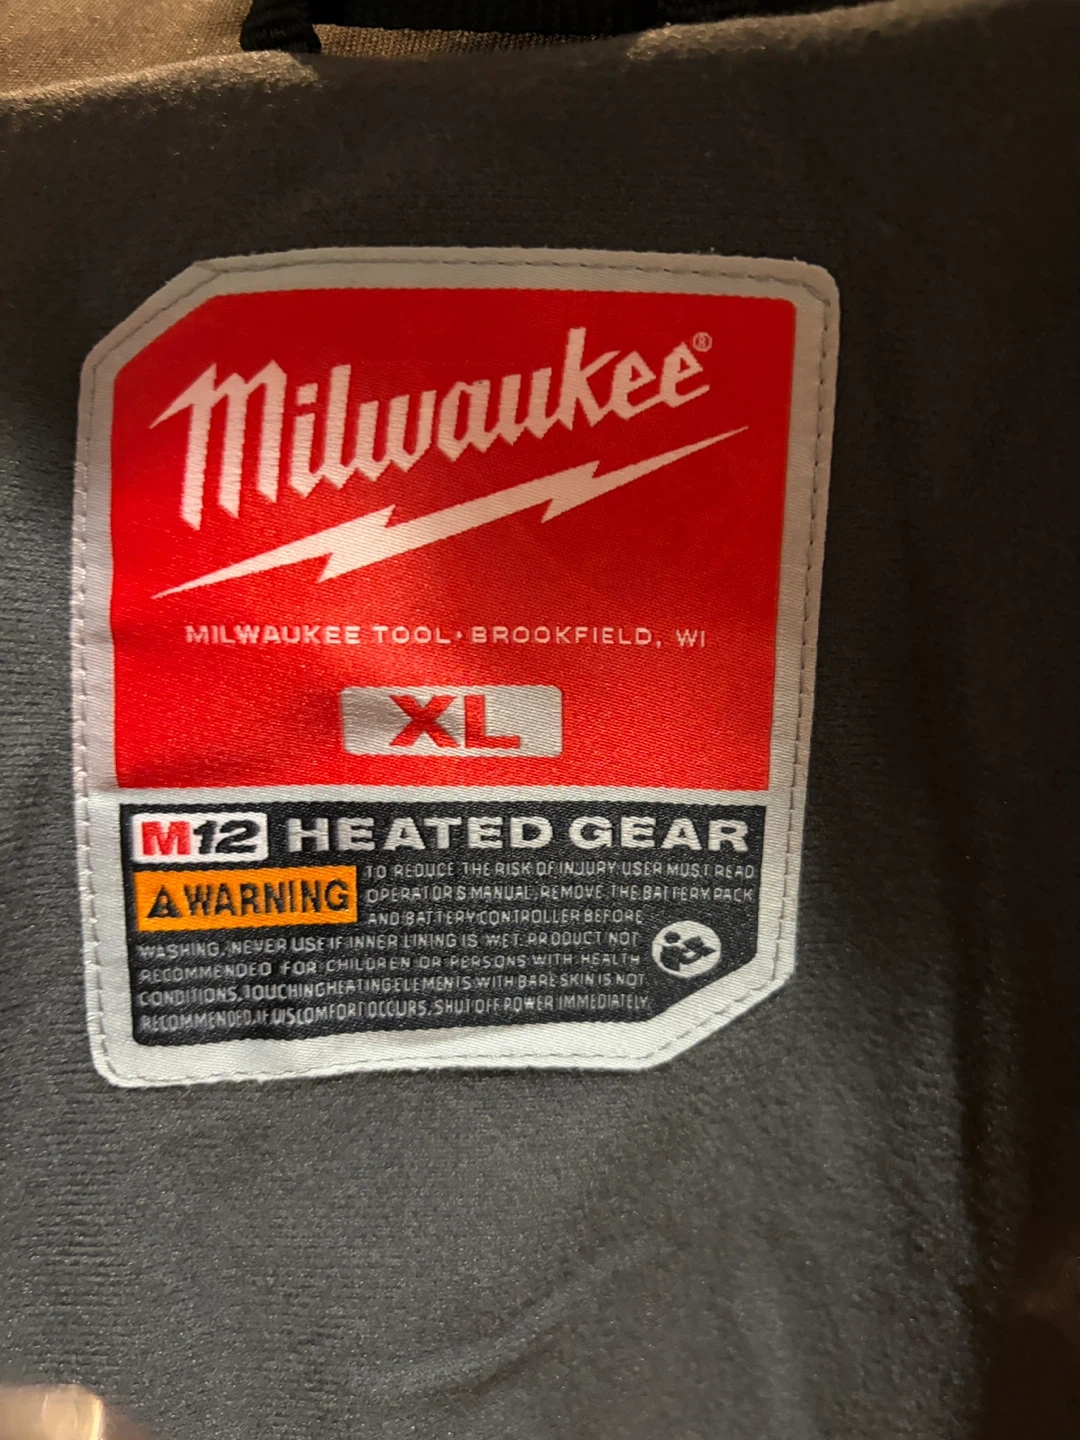 Milwaukee®
MILWAUKEE TOOL • BROOKFIELD, WI
XL
M12 HEATED GEAR
WARNING TO REDUCE THE RISK OF INJURY USER MUST READ
OPERATOR'S MANUAL, REMOVE THE BATTERY PACK
AND BATTERY CONTROLLER BEFORE
WASHING, NEVER USE IF INNER LINING IS WET. PRODUCT NOT
RECOMMENDED FOR CHILDREN OR PERSONS WITH HEALTH
CONDITIONS, TOUCHING HEATING ELEMENTS WITH BARE SKIN IS NOT
RECOMMENDED, IF DISCOMFORT OCCURS, SHUT OFF POWER IMMEDIATELY.